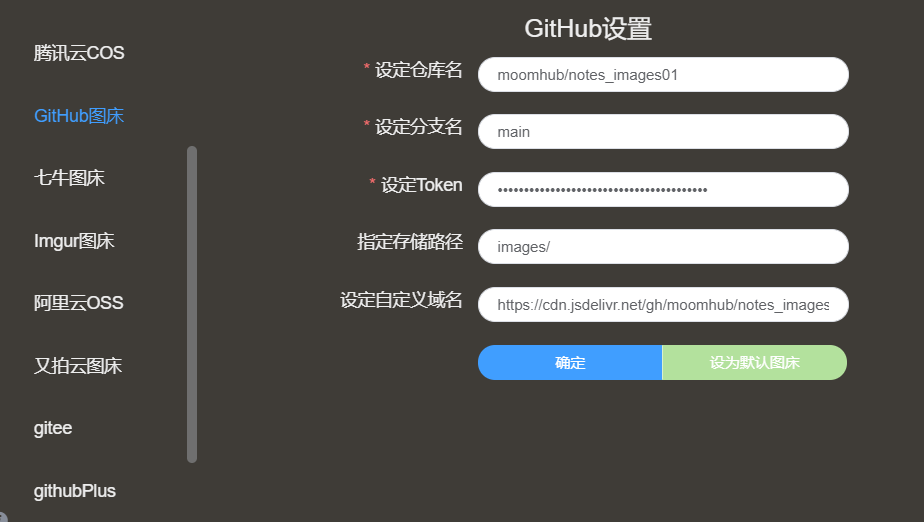 腾讯云COS
GitHub图床
七牛图床
Imgur图床
阿里云OSS
又拍云图床
gitee
githubPlus
GitHub设置
* 设定仓库名
moomhub/notes_images01
* 设定分支名
main
* 设定Token
••••••••••••••••••••••••••••••••••••••••
指定存储路径
images/
设定自定义域名
https://cdn.jsdelivr.net/gh/moomhub/notes_images
确定
设为默认图床